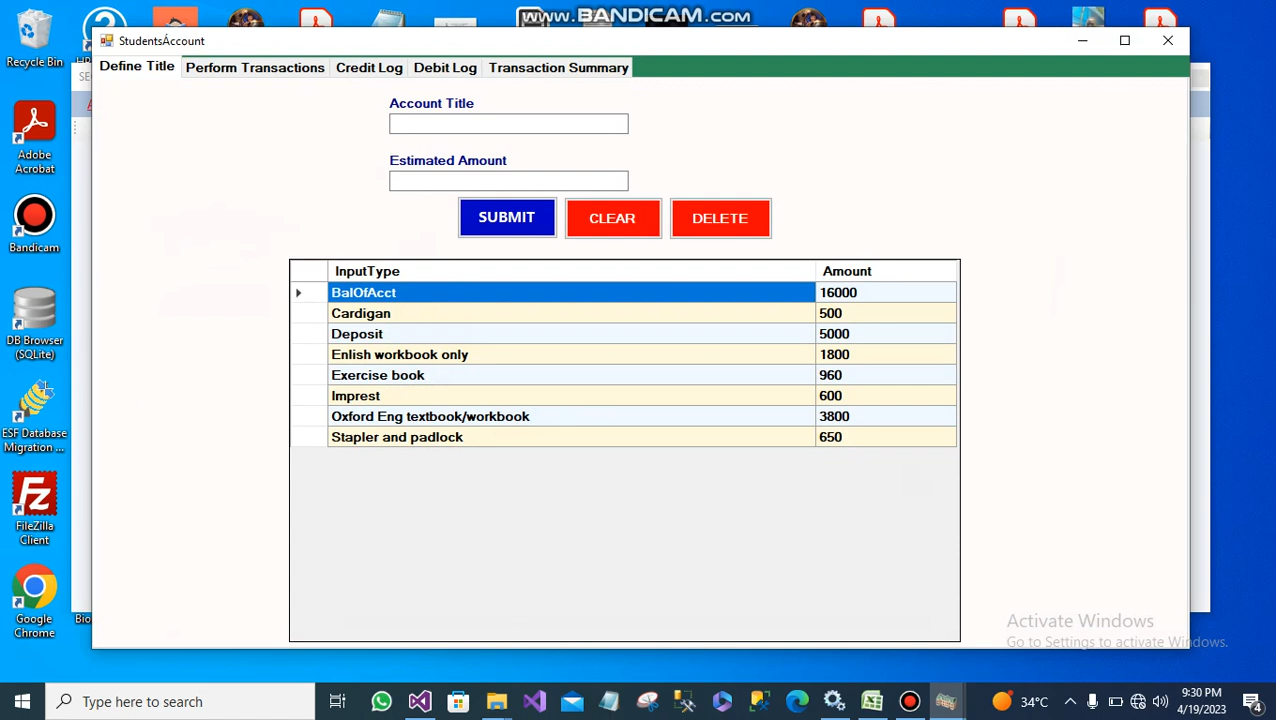 www.BANDICAM.com
StudentsÁccount
Define Title Perform Transactions Credit Log Debit Log Transaction Summary
Account Title
Estimated Amount
SUBMIT CLEAR DELETE
InputType Amount
BalOfAcct 16000
Cardigan 500
Deposit 5000
Enlish workbook only 1800
Exercise book 960
Imprest 600
Oxford Eng textbook/workbook 3800
Stapler and padlock 650
Recycle Bin
Adobe
Acrobat
Bandicam
DB Browser
(SQLite)
ESF Database
Migration ...
FileZilla
Client
Google
Chrome
Bio
Activate Windows
Go to Settings to activate Windows.
Type here to search
34°C
9:30 PM
4/19/2023
4